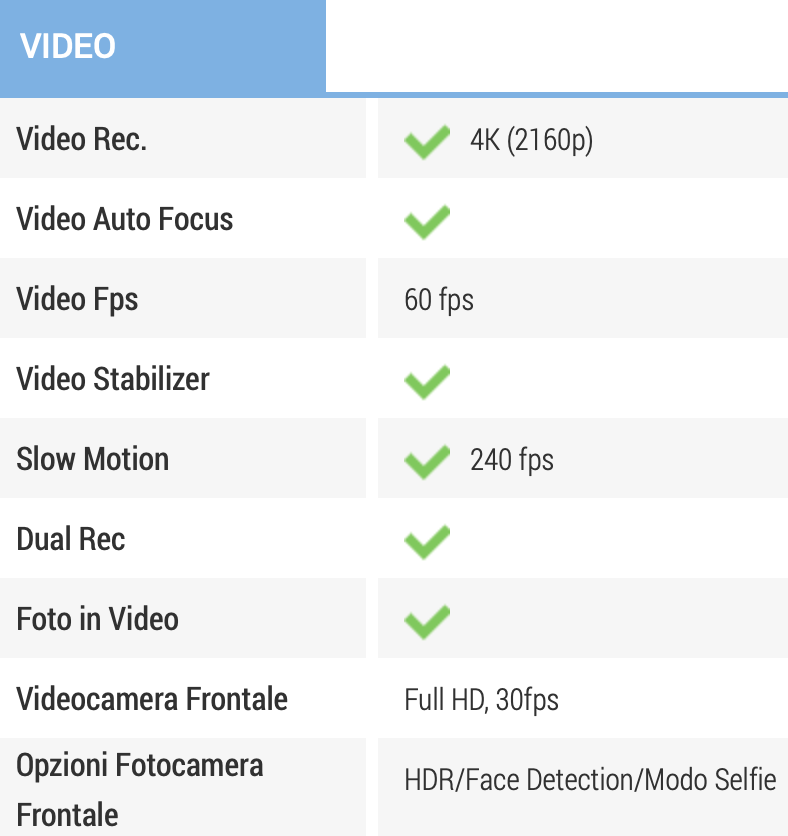 VIDEO
Video Rec. 4K (2160p)
Video Auto Focus
Video Fps 60 fps
Video Stabilizer
Slow Motion 240 fps
Dual Rec
Foto in Video
Videocamera Frontale Full HD, 30fps
Opzioni Fotocamera
Frontale
HDR/Face Detection/Modo Selfie